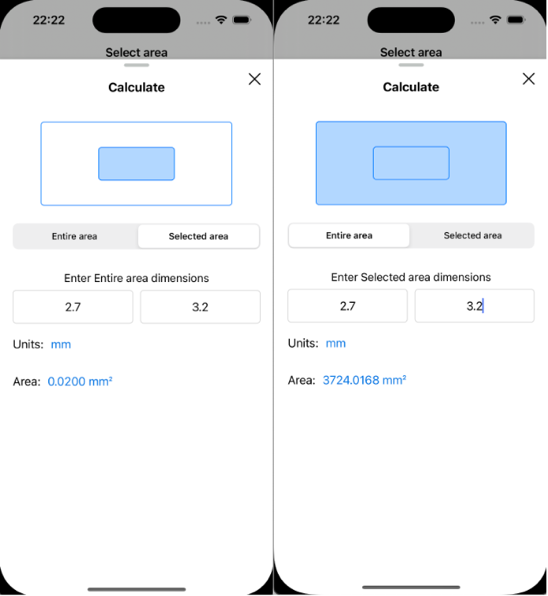 22:22
Select area
Calculate
Entire area Selected area
Enter Entire area dimensions
2.7 3.2
Units: mm
Area: 0.0200 mm²
22:22
Select area
Calculate
Entire area Selected area
Enter Selected area dimensions
2.7 3.2
Units: mm
Area: 3724.0168 mm²